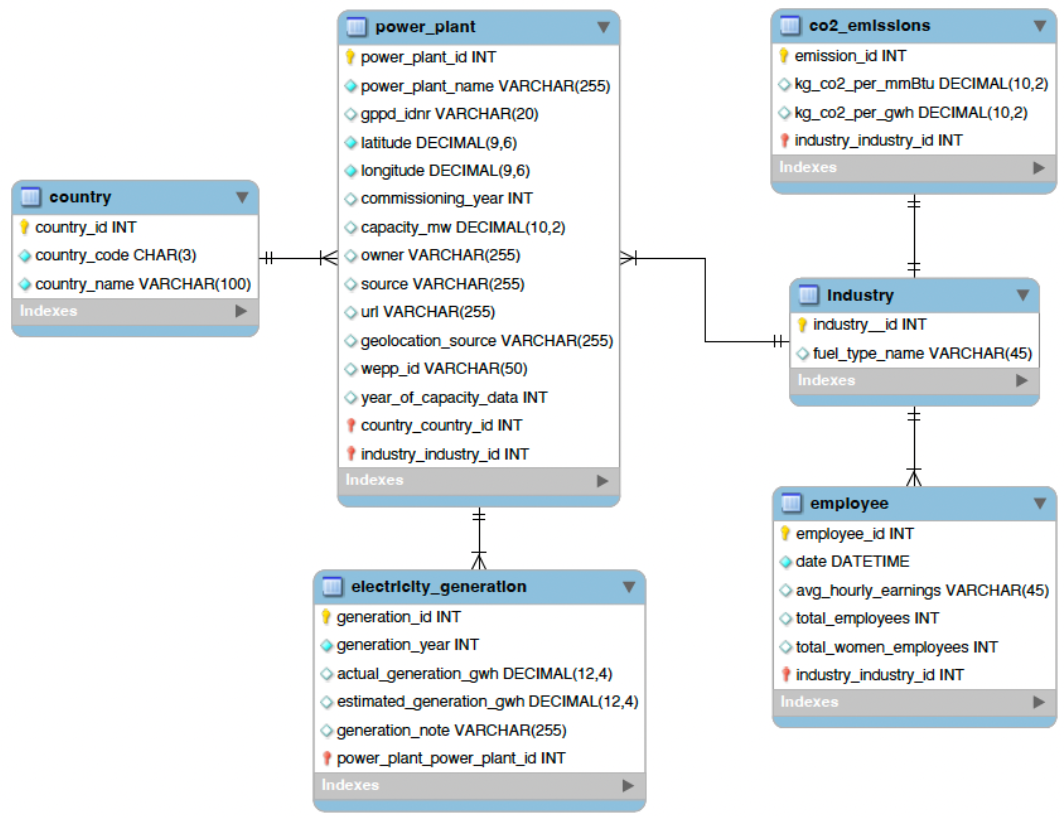 power_plant
power_plant_id INT
power_plant_name VARCHAR(255)
gppd_idnr VARCHAR(20)
latitude DECIMAL(9,6)
longitude DECIMAL(9,6)
commissioning_year INT
capacity_mw DECIMAL(10,2)
owner VARCHAR(255)
source VARCHAR(255)
url VARCHAR(255)
geolocation_source VARCHAR(255)
wepp_id VARCHAR(50)
year_of_capacity_data INT
country_country_id INT
industry_industry_id INT
Indexes
co2_emissions
emission_id INT
kg_co2_per_mmBtu DECIMAL(10,2)
kg_co2_per_gwh DECIMAL(10,2)
industry_industry_id INT
Indexes
country
country_id INT
country_code CHAR(3)
country_name VARCHAR(100)
Indexes
Industry
industry__id INT
fuel_type_name VARCHAR(45)
Indexes
employee
employee_id INT
date DATETIME
avg_hourly_earnings VARCHAR(45)
total_employees INT
total_women_employees INT
industry_industry_id INT
Indexes
electricity_generation
generation_id INT
generation_year INT
actual_generation_gwh DECIMAL(12,4)
estimated_generation_gwh DECIMAL(12,4)
generation_note VARCHAR(255)
power_plant_power_plant_id INT
Indexes